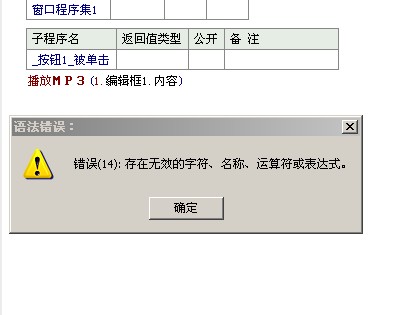 窗口程序集1
子程序名 返回值类型 公开 备 注
_按钮1_被单击
播放MP3 (1. 编辑框1. 内容)
语法错误:
错误(14): 存在无效的字符、名称、运算符或表达式。
确定